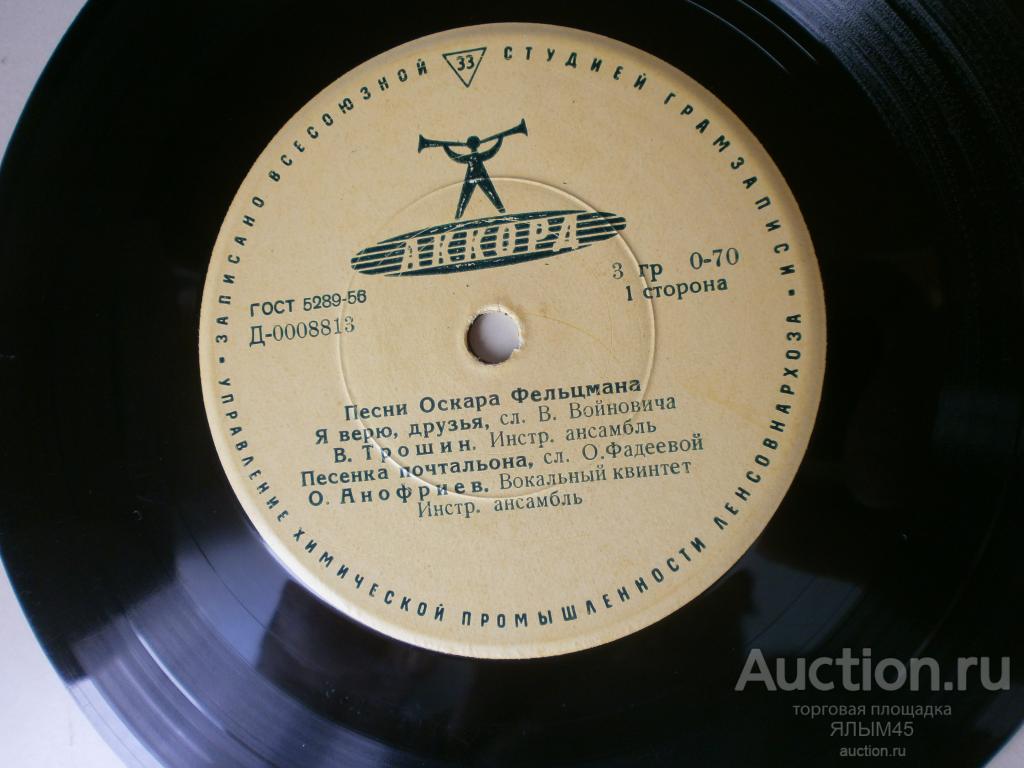 ЗАПИСАНО ВСЕСОЮЗНОЙ 33 СТУДИЕЙ ГРАМЗАПИСИ
АККОРД
ГОСТ 5289-56
Д-0008813
3 гр 0-70
1 сторона
Песни Оскара Фельцмана
Я верю, друзья, сл. В. Войновича
В. Трошин. Инстр. ансамбль
Песенка почтальона, сл. О.Фадеевой
О. Анофриев. Вокальный квинтет
Инстр. ансамбль
УПРАВЛЕНИЕ ХИМИЧЕСКОЙ ПРОМЫШЛЕННОСТИ ЛЕНСОВНАРХОЗА
Auction.ru
торговая площадка
ЯЛЫМ45
auction.ru